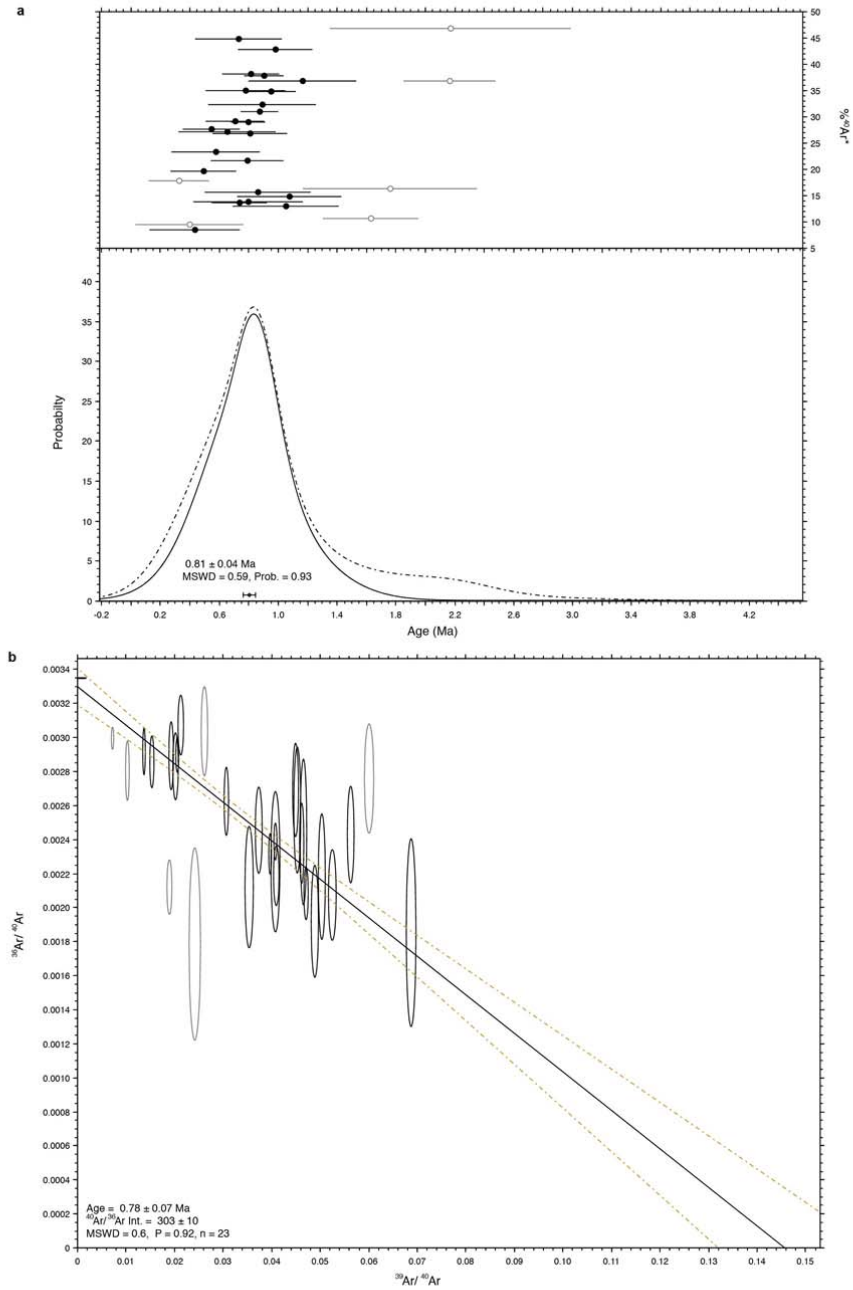 a
50
45
40
35
30
25
20
15
10
5
%⁴⁰Ar*
40
35
30
25
20
15
10
5
0
Probabilty
0.81 ± 0.04 Ma
MSWD = 0.59, Prob. = 0.93
-0.2 0.2 0.6 1.0 1.4 1.8 2.2 2.6 3.0 3.4 3.8 4.2
Age (Ma)
b
0.0034
0.0032
0.0030
0.0028
0.0026
0.0024
0.0022
0.0020
0.0018
0.0016
0.0014
0.0012
0.0010
0.0008
0.0006
0.0004
0.0002
0
³⁶Ar/ ⁴⁰Ar
Age = 0.78 ± 0.07 Ma
⁴⁰Ar/³⁶Ar Int. = 303 ± 10
MSWD = 0.6, P = 0.92, n = 23
0 0.01 0.02 0.03 0.04 0.05 0.06 0.07 0.08 0.09 0.10 0.11 0.12 0.13 0.14 0.15
³⁹Ar/ ⁴⁰Ar